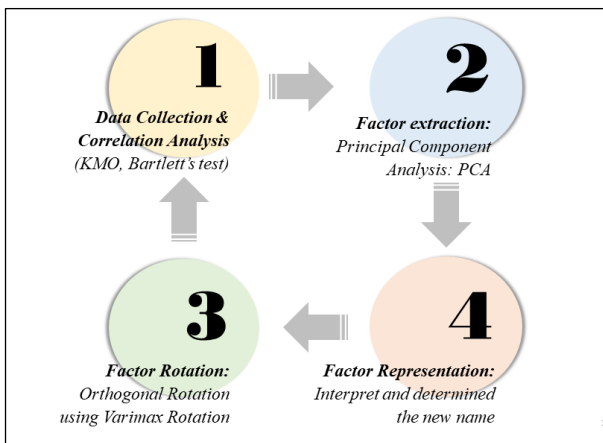 1
Data Collection &
Correlation Analysis
(KMO, Bartlett's test)
2
Factor extraction:
Principal Component
Analysis: PCA
3
Factor Rotation:
Orthogonal Rotation
using Varimax Rotation
4
Factor Representation:
Interpret and determined
the new name